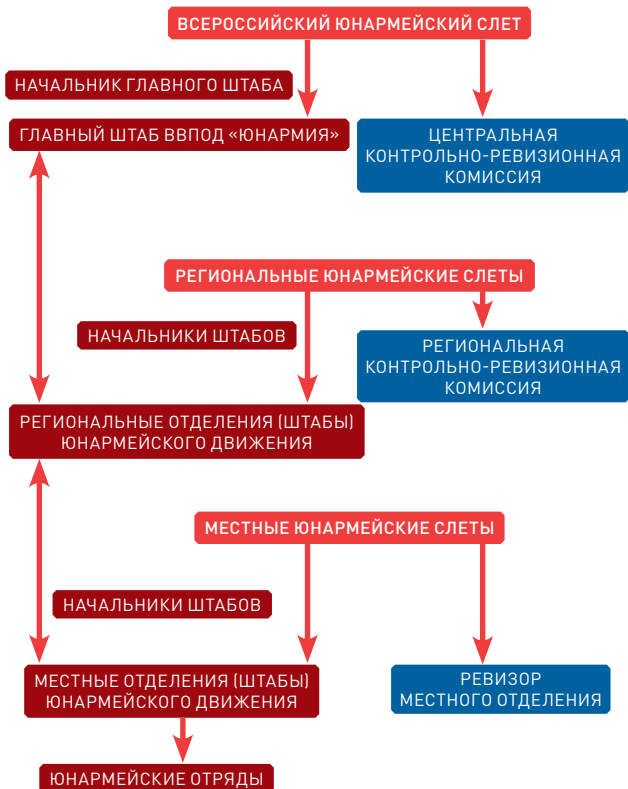 ВСЕРОССИЙСКИЙ ЮНАРМЕЙСКИЙ СЛЕТ
НАЧАЛЬНИК ГЛАВНОГО ШТАБА
ГЛАВНЫЙ ШТАБ ВВПОД «ЮНАРМИЯ»
ЦЕНТРАЛЬНАЯ
КОНТРОЛЬНО-РЕВИЗИОННАЯ
КОМИССИЯ
РЕГИОНАЛЬНЫЕ ЮНАРМЕЙСКИЕ СЛЕТЫ
НАЧАЛЬНИКИ ШТАБОВ
РЕГИОНАЛЬНАЯ
КОНТРОЛЬНО-РЕВИЗИОННАЯ
КОМИССИЯ
РЕГИОНАЛЬНЫЕ ОТДЕЛЕНИЯ (ШТАБЫ)
ЮНАРМЕЙСКОГО ДВИЖЕНИЯ
МЕСТНЫЕ ЮНАРМЕЙСКИЕ СЛЕТЫ
НАЧАЛЬНИКИ ШТАБОВ
МЕСТНЫЕ ОТДЕЛЕНИЯ (ШТАБЫ)
ЮНАРМЕЙСКОГО ДВИЖЕНИЯ
РЕВИЗОР
МЕСТНОГО ОТДЕЛЕНИЯ
ЮНАРМЕЙСКИЕ ОТРЯДЫ